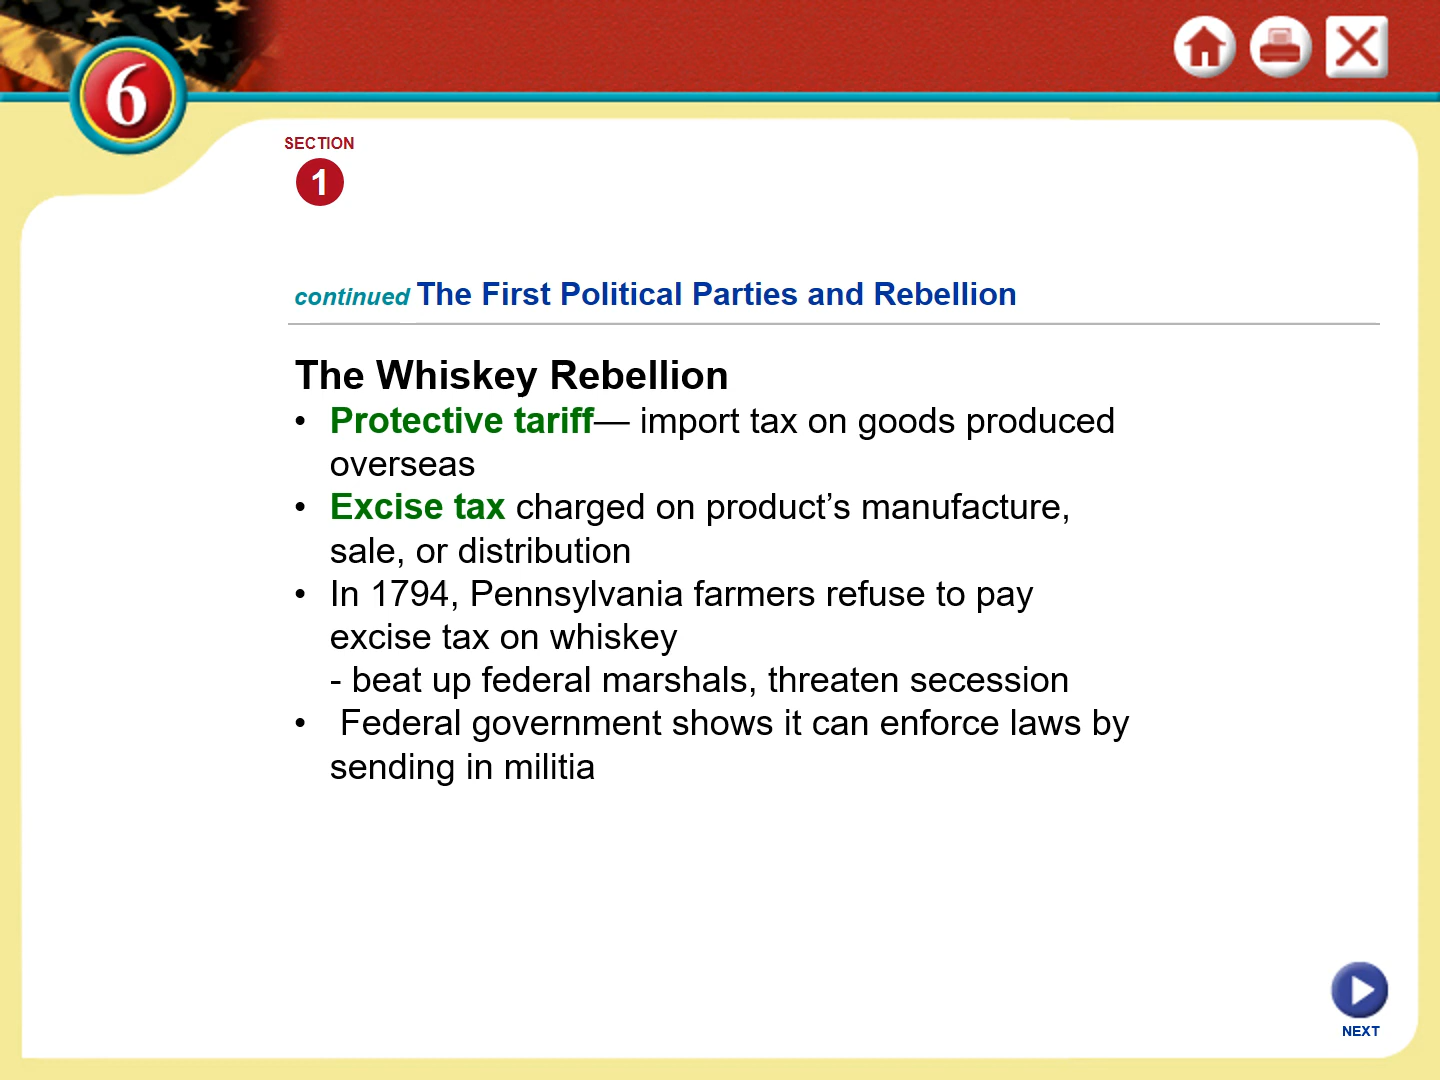 6
SECTION
1
continued The First Political Parties and Rebellion
The Whiskey Rebellion
• Protective tariff— import tax on goods produced
overseas
• Excise tax charged on product’s manufacture,
sale, or distribution
• In 1794, Pennsylvania farmers refuse to pay
excise tax on whiskey
- beat up federal marshals, threaten secession
• Federal government shows it can enforce laws by
sending in militia
NEXT